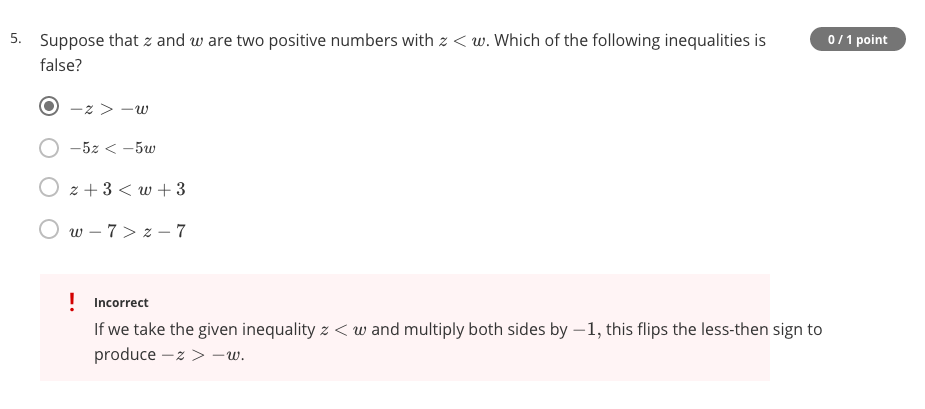 5. Suppose that z and w are two positive numbers with z < w. Which of the following inequalities is
0 / 1 point
false?
−z > −w
−5z < −5w
z + 3 < w + 3
w − 7 > z − 7
! Incorrect
If we take the given inequality z < w and multiply both sides by −1, this flips the less-then sign to
produce −z > −w.